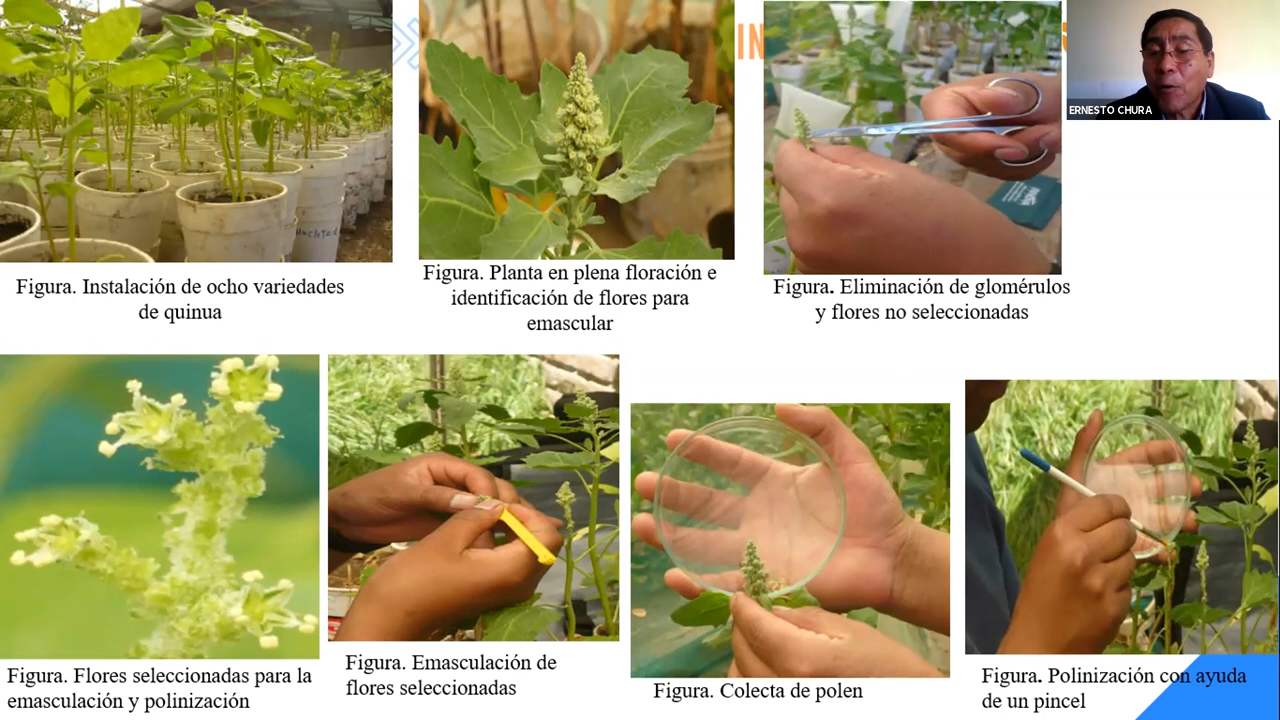 IN
ERNESTO CHURA
Figura. Instalación de ocho variedades
de quinua
Figura. Planta en plena floración e
identificación de flores para
emascular
Figura. Eliminación de glomérulos
y flores no seleccionadas
Figura. Flores seleccionadas para la
emasculación y polinización
Figura. Emasculación de
flores seleccionadas
Figura. Colecta de polen
Figura. Polinización con ayuda
de un pincel